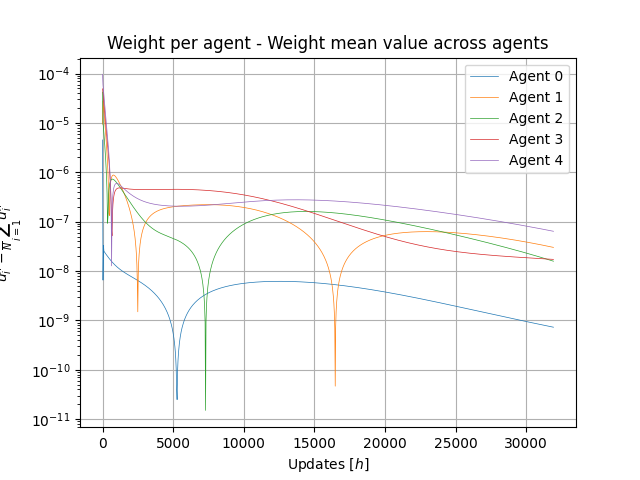 Weight per agent - Weight mean value across agents
Agent 0
Agent 1
Agent 2
Agent 3
Agent 4
10⁻⁴
10⁻⁵
10⁻⁶
10⁻⁷
10⁻⁸
10⁻⁹
10⁻¹⁰
10⁻¹¹
0 5000 10000 15000 20000 25000 30000
Updates [h]